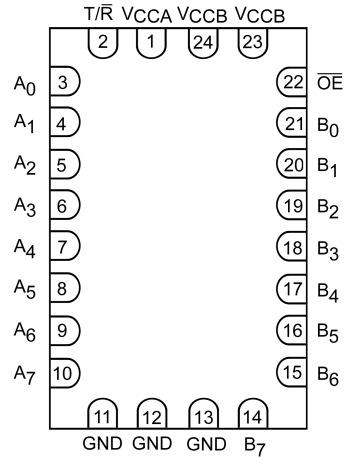 T/R̅ VCCA VCCB VCCB
2 1 24 23
A0 3 22 O̅E̅
A1 4 21 B0
A2 5 20 B1
A3 6 19 B2
A4 7 18 B3
A5 8 17 B4
A6 9 16 B5
A7 10 15 B6
11 12 13 14
GND GND GND B7